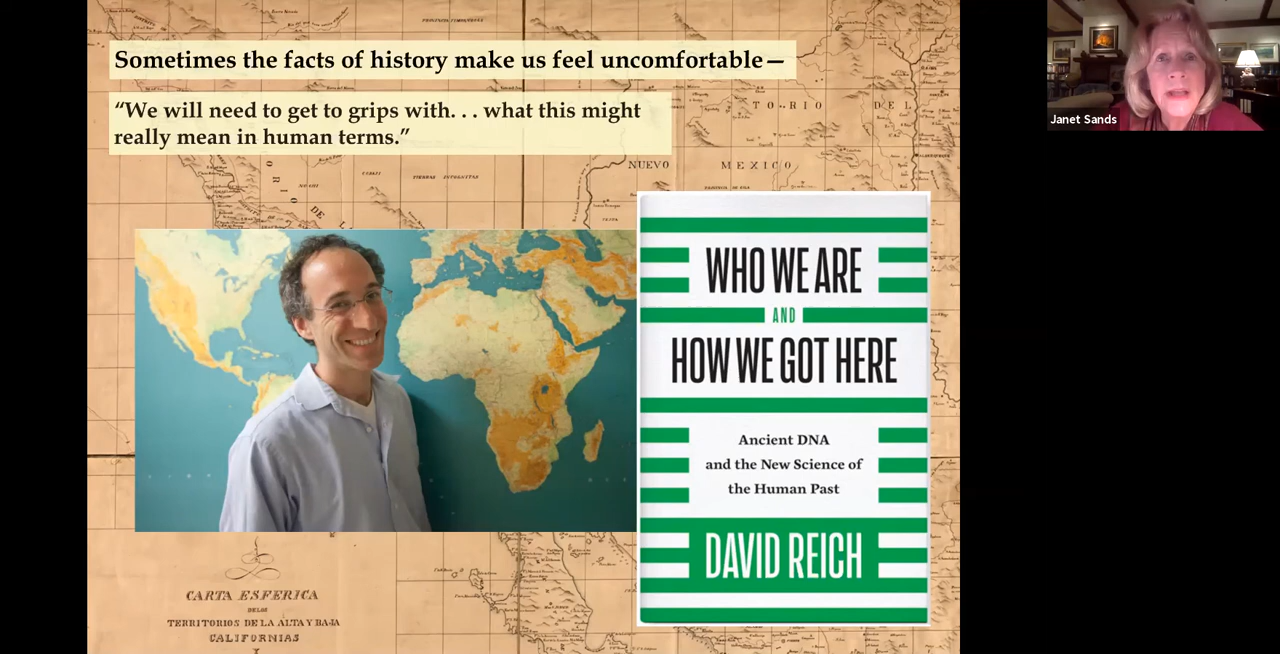 Sometimes the facts of history make us feel uncomfortable—
“We will need to get to grips with. . . what this might
really mean in human terms.”
Janet Sands
TORIO DEL
NUEVO MEXICO
WHO WE ARE
AND
HOW WE GOT HERE
Ancient DNA
and the New Science of
the Human Past
DAVID REICH
CARTA ESFERICA
DE LOS
TERRITORIOS DE LA ALTA Y BAJA
CALIFORNIAS